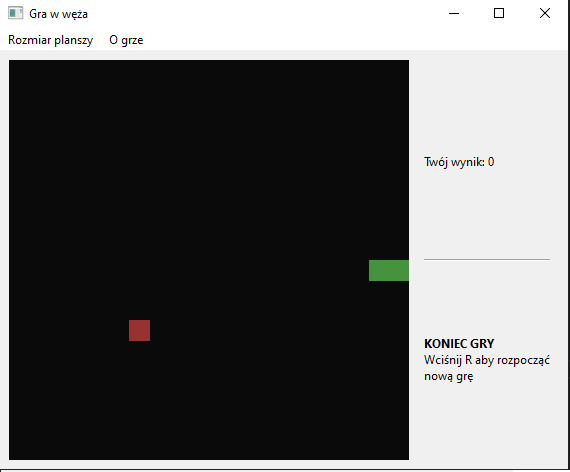 Gra w węża
Rozmiar planszy O grze
Twój wynik: 0
KONIEC GRY
Wciśnij R aby rozpocząć
nową grę